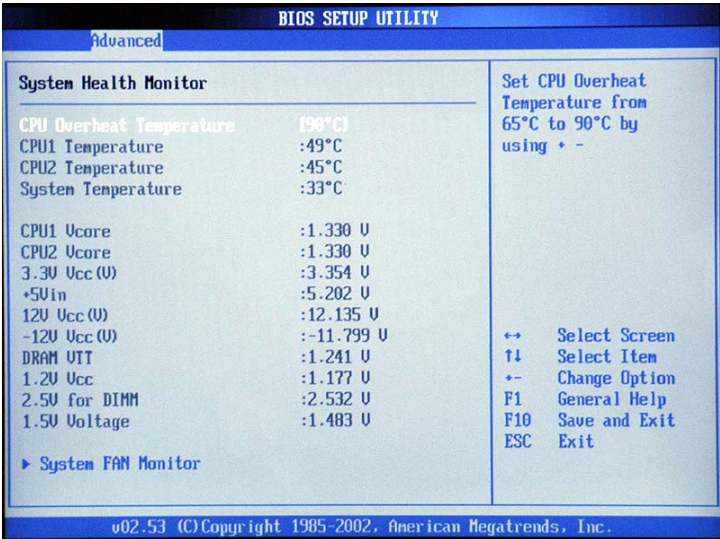 BIOS SETUP UTILITY
Advanced
System Health Monitor
CPU Overheat Temperature [90°C]
CPU1 Temperature :49°C
CPU2 Temperature :45°C
System Temperature :33°C
CPU1 Vcore :1.330 V
CPU2 Vcore :1.330 V
3.3V Vcc(V) :3.354 V
+5Vin :5.202 V
12V Vcc(V) :12.135 V
-12V Vcc(V) :-11.799 V
DRAM VTT :1.241 V
1.2V Vcc :1.177 V
2.5V for DIMM :2.532 V
1.5V Voltage :1.483 V
▶ System FAN Monitor
Set CPU Overheat
Temperature from
65°C to 90°C by
using + -
↔ Select Screen
↑↓ Select Item
+- Change Option
F1 General Help
F10 Save and Exit
ESC Exit
v02.53 (C)Copyright 1985-2002, American Megatrends, Inc.